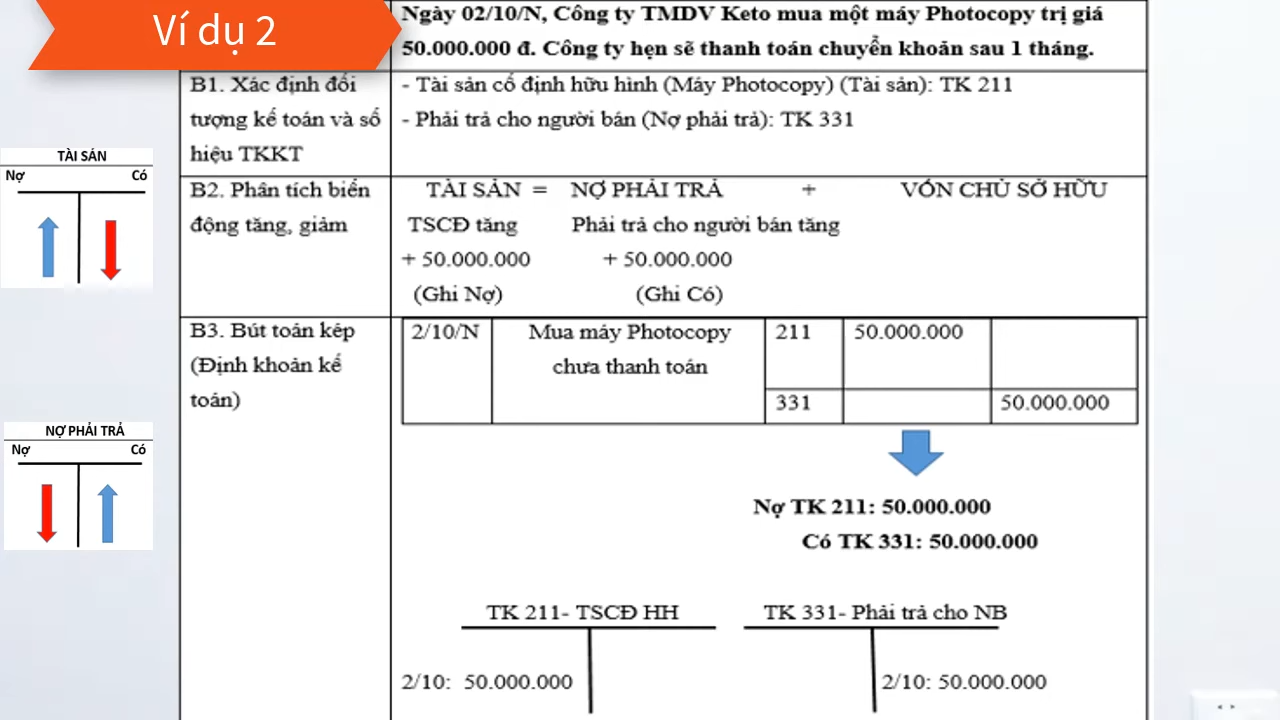 Ví dụ 2
Ngày 02/10/N, Công ty TMDV Keto mua một máy Photocopy trị giá
50.000.000 đ. Công ty hẹn sẽ thanh toán chuyển khoản sau 1 tháng.
B1. Xác định đối
tượng kế toán và số
hiệu TKKT
- Tài sản cố định hữu hình (Máy Photocopy) (Tài sản): TK 211
- Phải trả cho người bán (Nợ phải trả): TK 331
TÀI SẢN
Nợ Có
B2. Phân tích biến
động tăng, giảm
TÀI SẢN = NỢ PHẢI TRẢ + VỐN CHỦ SỞ HỮU
TSCĐ tăng Phải trả cho người bán tăng
+ 50.000.000 + 50.000.000
(Ghi Nợ) (Ghi Có)
B3. Bút toán kép
(Định khoản kế
toán)
2/10/N Mua máy Photocopy 211 50.000.000
chưa thanh toán
331 50.000.000
NỢ PHẢI TRẢ
Nợ Có
Nợ TK 211: 50.000.000
Có TK 331: 50.000.000
TK 211- TSCĐ HH TK 331- Phải trả cho NB
2/10: 50.000.000 2/10: 50.000.000